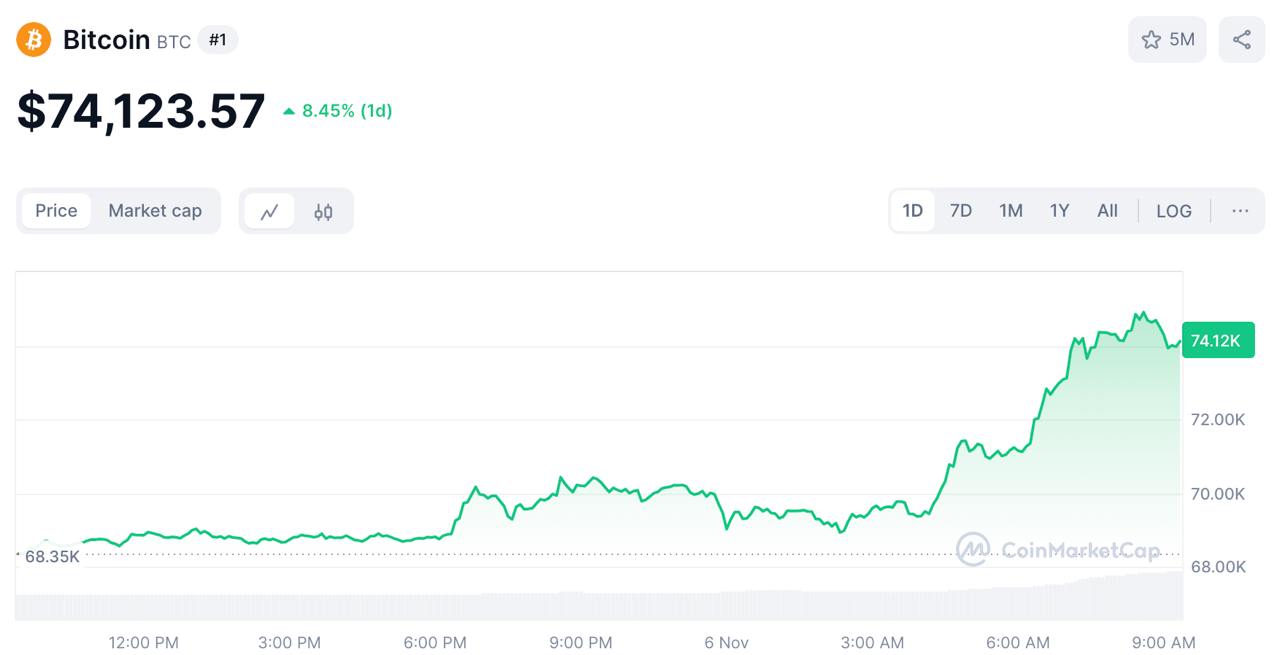 Bitcoin BTC #1
5M
$74,123.57 8.45% (1d)
Price Market cap
1D 7D 1M 1Y All LOG ...
74.12K
72.00K
70.00K
68.35K
CoinMarketCap
68.00K
12:00 PM 3:00 PM 6:00 PM 9:00 PM 6 Nov 3:00 AM 6:00 AM 9:00 AM